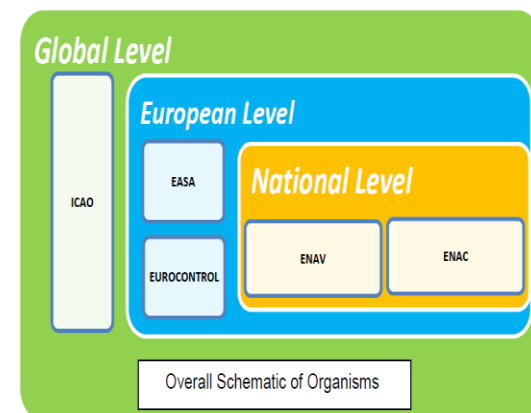 Global Level
European Level
National Level
ICAO
EASA
EUROCONTROL
ENAV
ENAC
Overall Schematic of Organisms